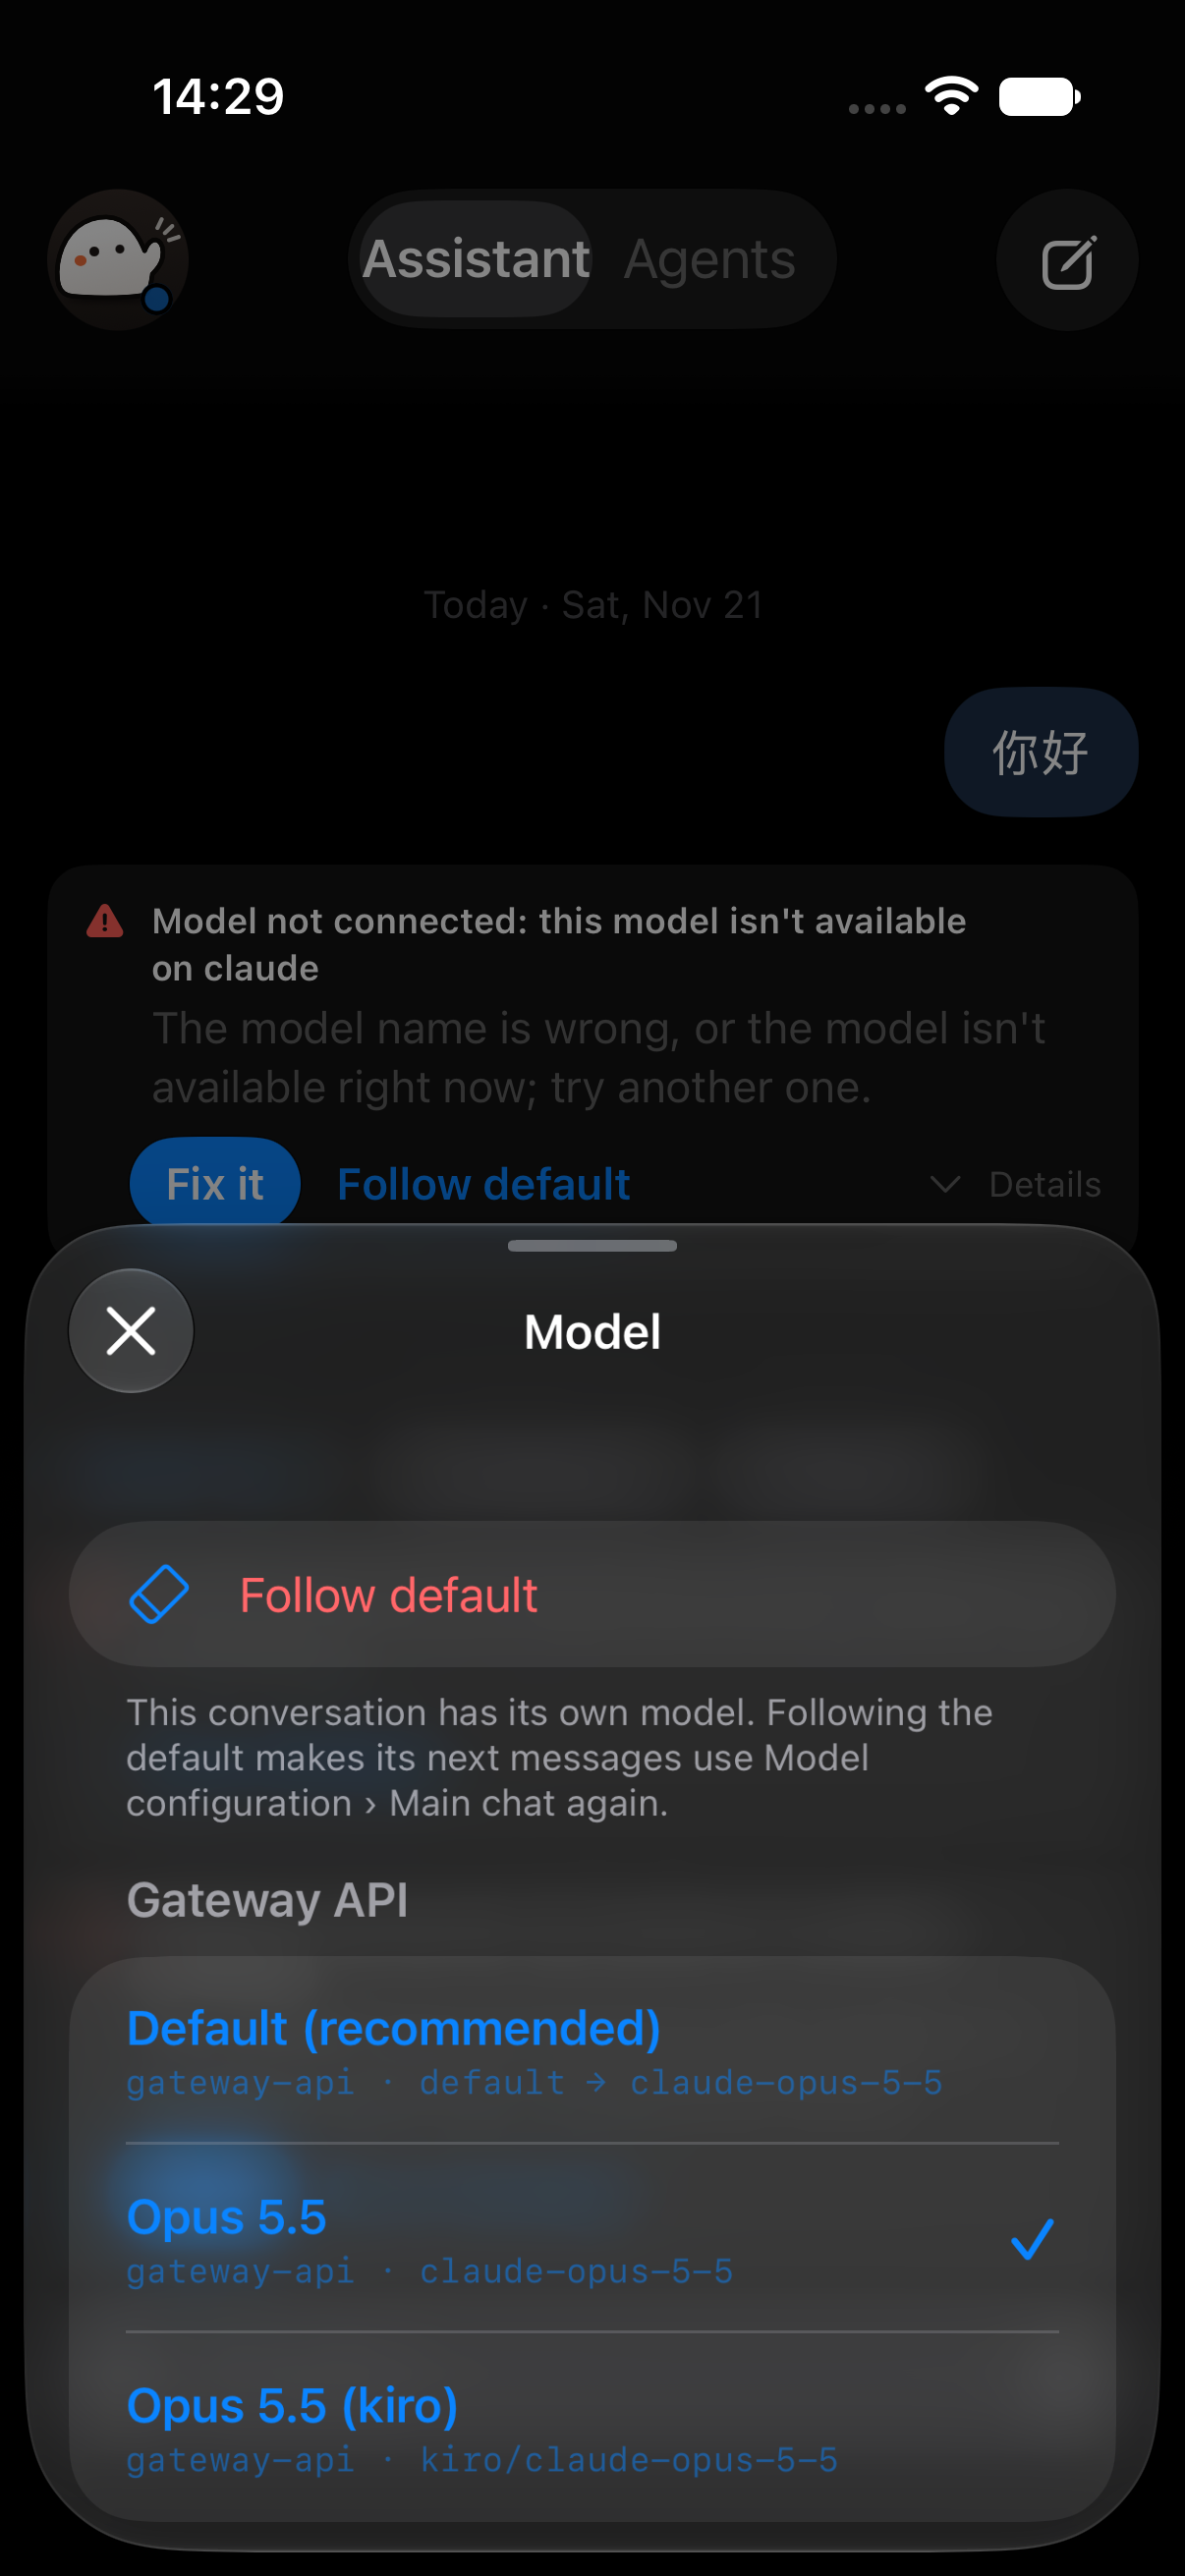 14:29
Assistant
Agents
Today · Sat, Nov 21
你好
Model not connected: this model isn't available
on claude
The model name is wrong, or the model isn't
available right now; try another one.
Fix it
Follow default
Details
Model
Follow default
This conversation has its own model. Following the
default makes its next messages use Model
configuration › Main chat again.
Gateway API
Default (recommended)
gateway-api · default → claude-opus-5-5
Opus 5.5
gateway-api · claude-opus-5-5
Opus 5.5 (kiro)
gateway-api · kiro/claude-opus-5-5